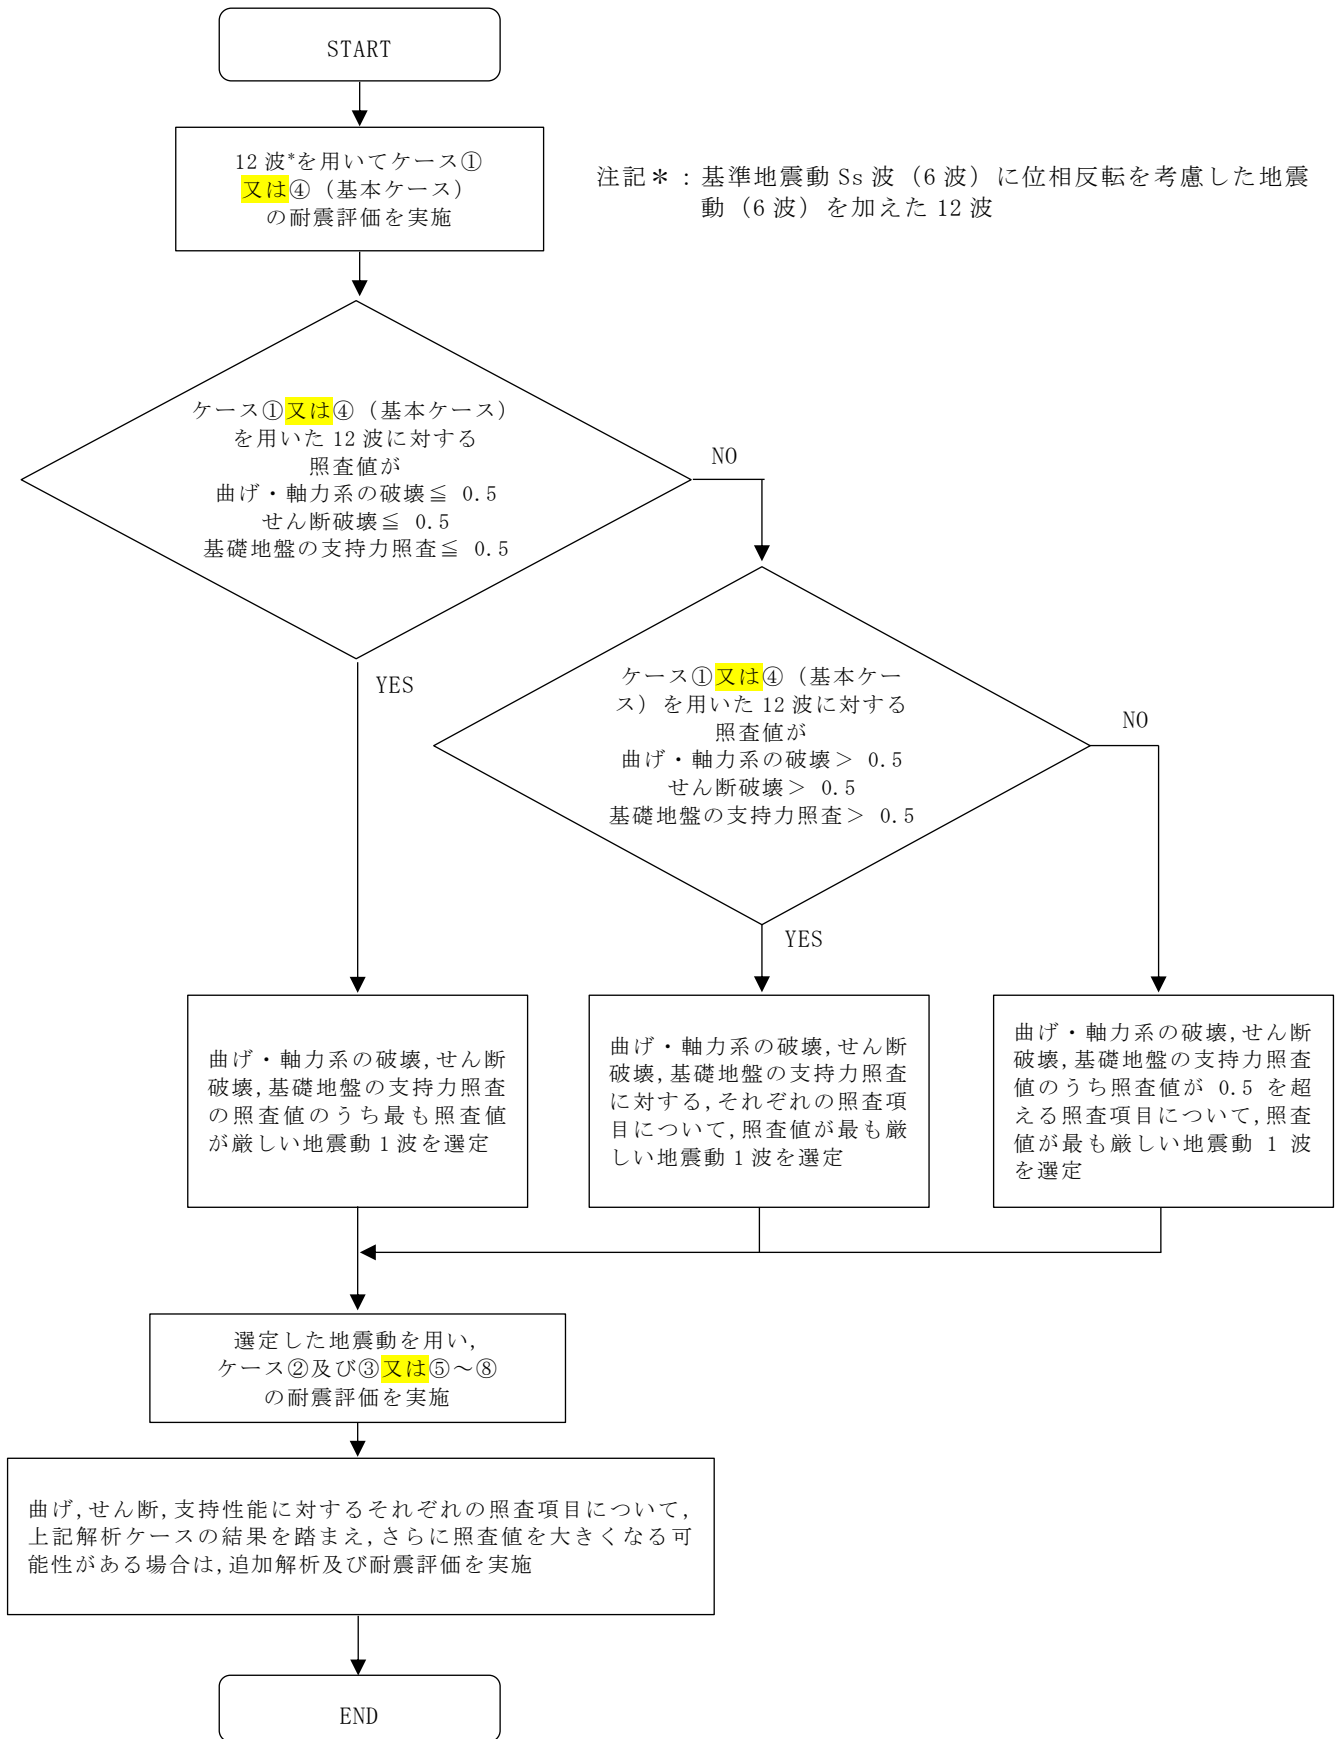 START
12波*を用いてケース①
又は④（基本ケース）
の耐震評価を実施
注記＊：基準地震動 Ss 波（6 波）に位相反転を考慮した地震
動（6 波）を加えた 12 波
ケース①又は④（基本ケース）
を用いた 12 波に対する
照査値が
曲げ・軸力系の破壊≦ 0.5
せん断破壊≦ 0.5
基礎地盤の支持力照査≦ 0.5
NO
YES
ケース①又は④（基本ケー
ス）を用いた 12 波に対する
照査値が
曲げ・軸力系の破壊＞ 0.5
せん断破壊＞ 0.5
基礎地盤の支持力照査＞ 0.5
NO
YES
曲げ・軸力系の破壊,せん断
破壊,基礎地盤の支持力照査
の照査値のうち最も照査値
が厳しい地震動 1 波を選定
曲げ・軸力系の破壊,せん断
破壊,基礎地盤の支持力照査
に対する,それぞれの照査項
目について,照査値が最も厳
しい地震動 1 波を選定
曲げ・軸力系の破壊,せん断
破壊,基礎地盤の支持力照査
値のうち照査値が 0.5 を超
える照査項目について,照査
値が最も厳しい地震動 1 波
を選定
選定した地震動を用い,
ケース②及び③又は⑤～⑧
の耐震評価を実施
曲げ,せん断,支持性能に対するそれぞれの照査項目について,
上記解析ケースの結果を踏まえ,さらに照査値を大きくなる可
能性がある場合は,追加解析及び耐震評価を実施
END